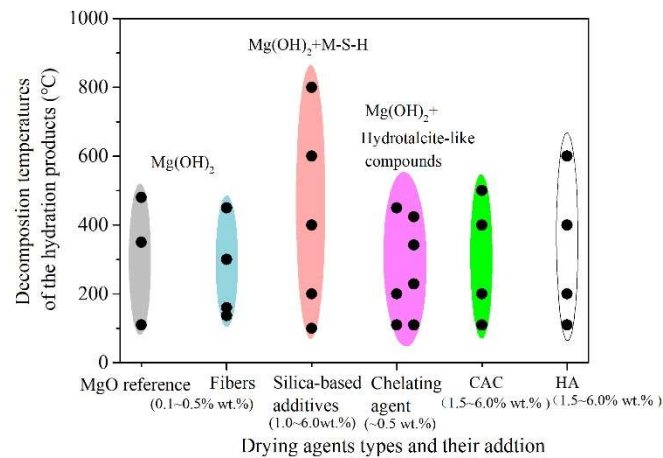 1000
800
600
400
200
0
Decompostion temperatures
of the hydration products (°C)
Mg(OH)2
Mg(OH)2+M-S-H
Mg(OH)2+
Hydrotalcite-like
compounds
MgO reference
Fibers
(0.1~0.5% wt.%)
Silica-based
additives
(1.0~6.0wt.%)
Chelating
agent
(~0.5 wt.%)
CAC
(1.5~6.0% wt.% )
HA
(1.5~6.0% wt.% )
Drying agents types and their addtion